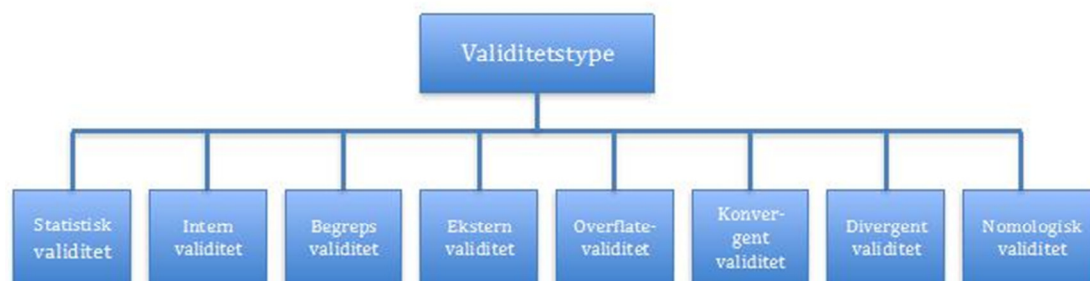 Validitetstype
Statistisk
validitet
Intern
validitet
Begreps
validitet
Ekstern
validitet
Overflate-
validitet
Konver-
gent
validitet
Divergent
validitet
Nomologisk
validitet